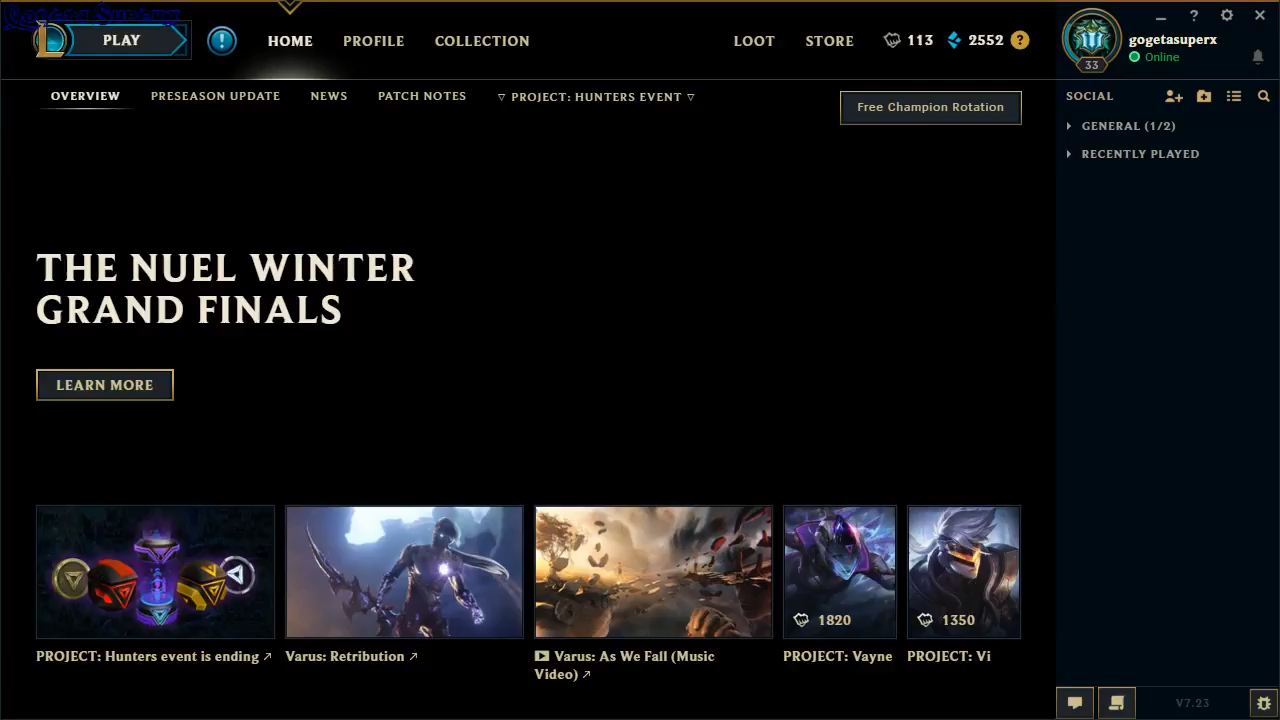 Gogeta Superx
PLAY
HOME
PROFILE
COLLECTION
LOOT
STORE
113
2552
?
?
gogetasuperx
Online
33
OVERVIEW
PRESEASON UPDATE
NEWS
PATCH NOTES
PROJECT: HUNTERS EVENT
Free Champion Rotation
SOCIAL
GENERAL (1/2)
RECENTLY PLAYED
THE NUEL WINTER
GRAND FINALS
LEARN MORE
1820
1350
PROJECT: Hunters event is ending
Varus: Retribution
Varus: As We Fall (Music
Video)
PROJECT: Vayne
PROJECT: Vi
V7.23